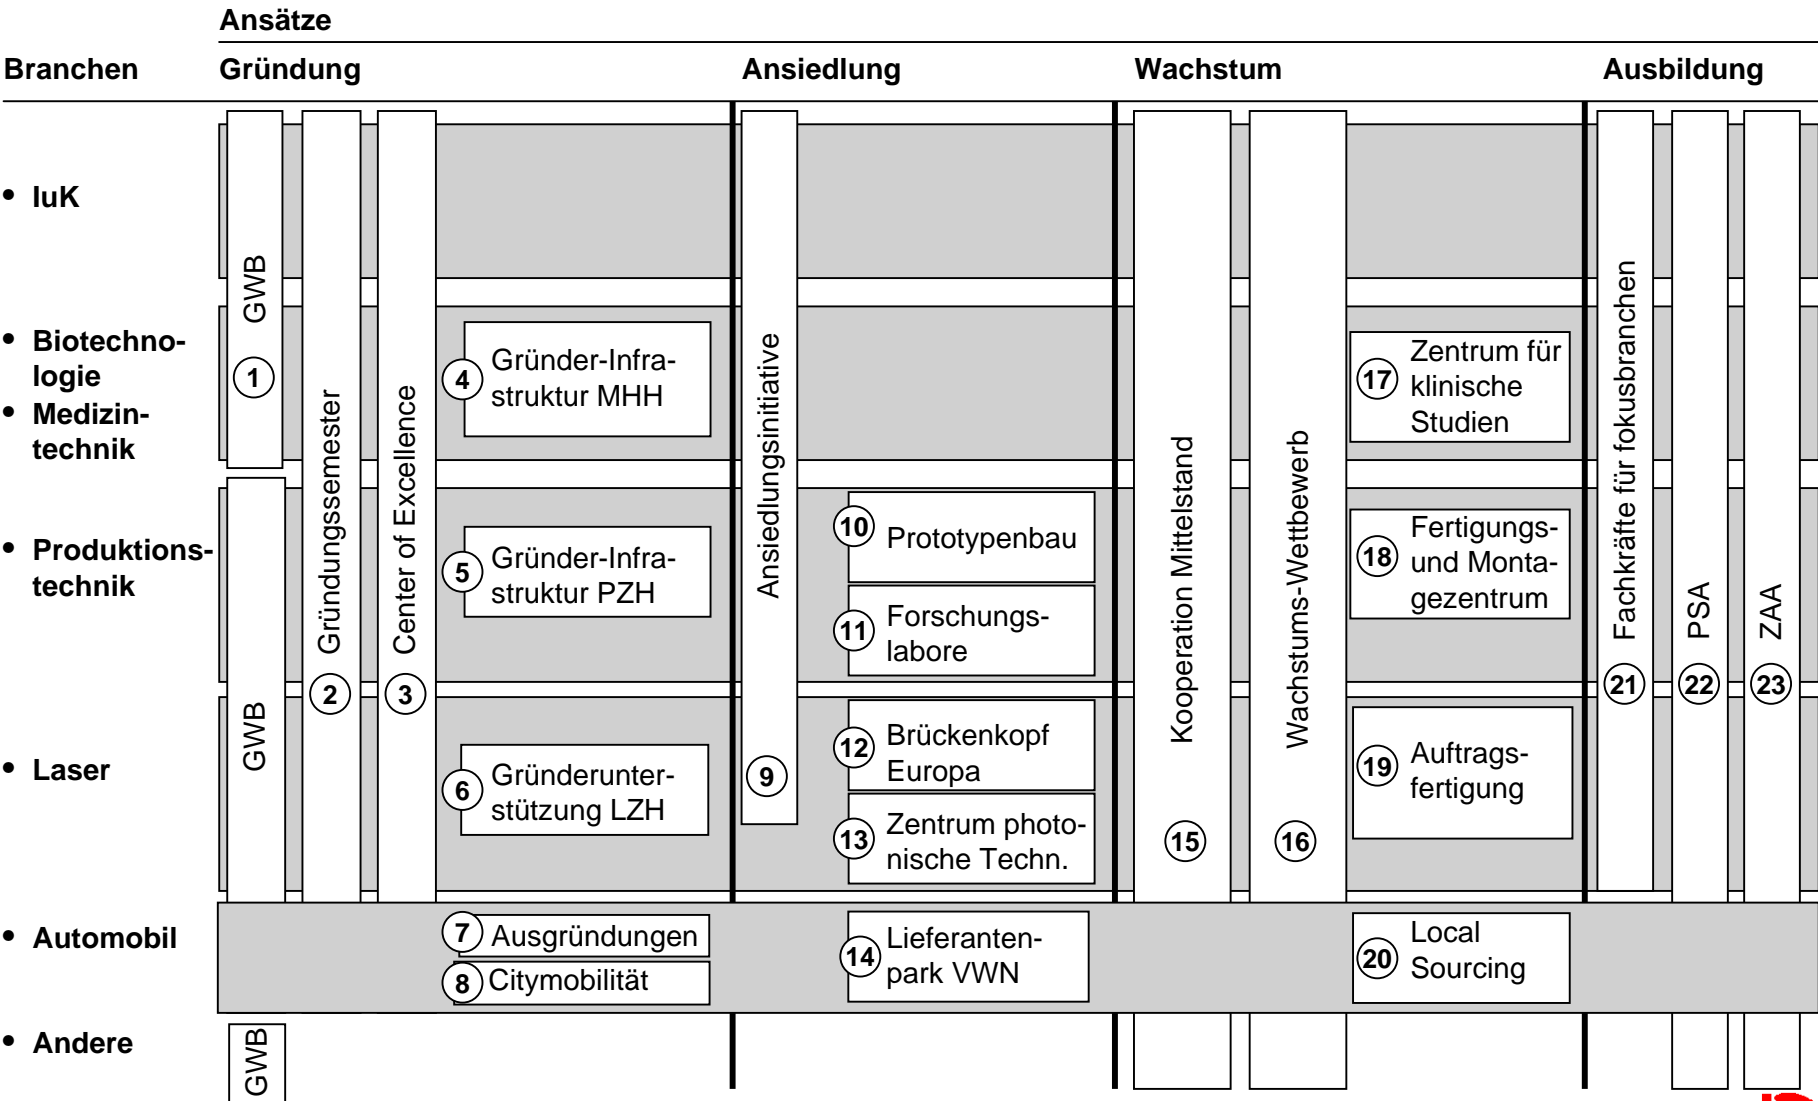 Ansätze
Branchen
Gründung
Ansiedlung
Wachstum
Ausbildung
• IuK
• Biotechno-
logie
• Medizin-
technik
• Produktions-
technik
• Laser
• Automobil
• Andere
GWB
1
GWB
GWB
Gründungssemester
2
Center of Excellence
3
4
Gründer-Infra-
struktur MHH
5
Gründer-Infra-
struktur PZH
6
Gründerunter-
stützung LZH
7
Ausgründungen
8
Citymobilität
Ansiedlungsinitiative
9
10
Prototypenbau
11
Forschungs-
labore
12
Brückenkopf
Europa
13
Zentrum photo-
nische Techn.
14
Lieferanten-
park VWN
Kooperation Mittelstand
15
Wachstums-Wettbewerb
16
17
Zentrum für
klinische
Studien
18
Fertigungs-
und Monta-
gezentrum
19
Auftrags-
fertigung
20
Local
Sourcing
Fachkräfte für fokusbranchen
21
PSA
22
ZAA
23